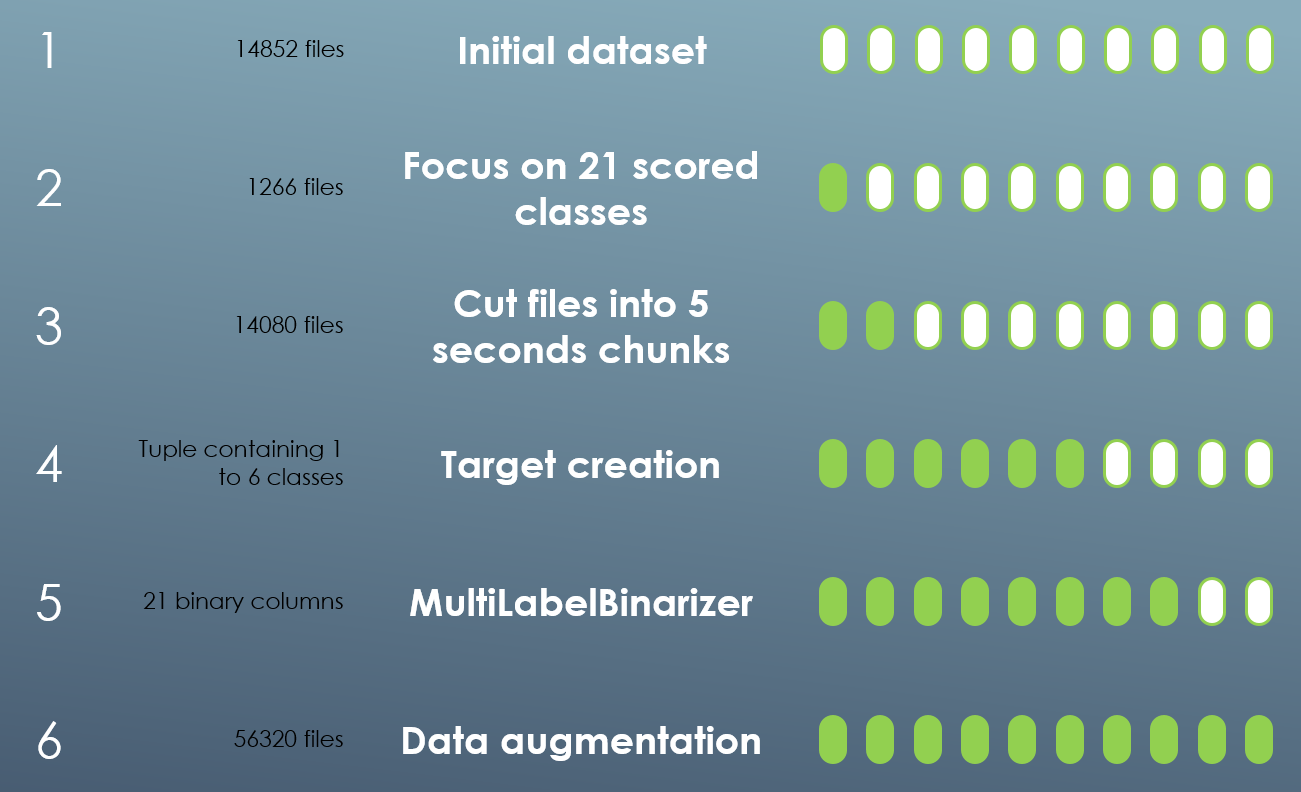 1
14852 files
Initial dataset
2
1266 files
Focus on 21 scored
classes
3
14080 files
Cut files into 5
seconds chunks
4
Tuple containing 1
to 6 classes
Target creation
5
21 binary columns
MultiLabelBinarizer
6
56320 files
Data augmentation